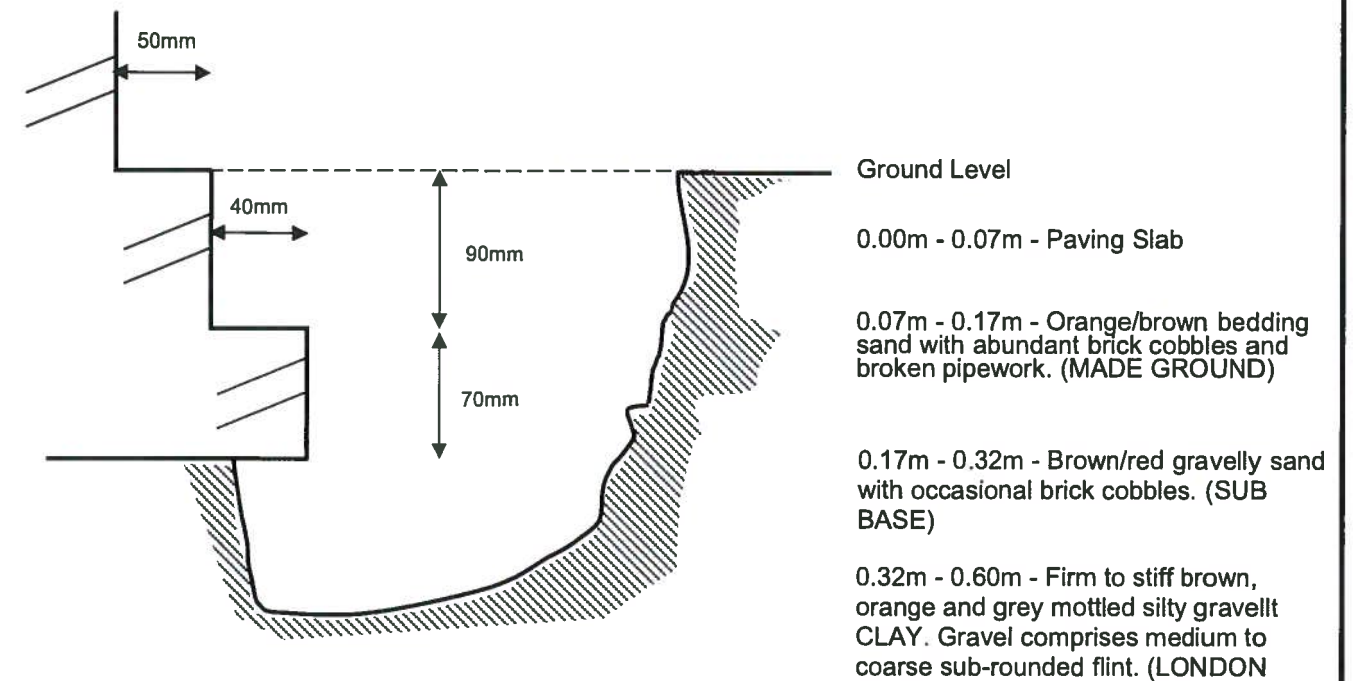 50mm
Ground Level
40mm
0.00m - 0.07m - Paving Slab
90mm
0.07m - 0.17m - Orange/brown bedding
sand with abundant brick cobbles and
broken pipework. (MADE GROUND)
70mm
0.17m - 0.32m - Brown/red gravelly sand
with occasional brick cobbles. (SUB
BASE)
0.32m - 0.60m - Firm to stiff brown,
orange and grey mottled silty gravellt
CLAY. Gravel comprises medium to
coarse sub-rounded flint. (LONDON